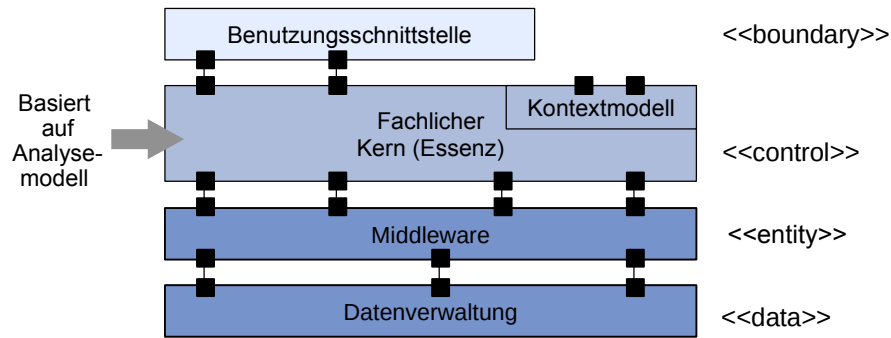 Benutzungsschnittstelle
<<boundary>>
Basiert
auf
Analyse-
modell
Kontextmodell
Fachlicher
Kern (Essenz)
<<control>>
Middleware
<<entity>>
Datenverwaltung
<<data>>